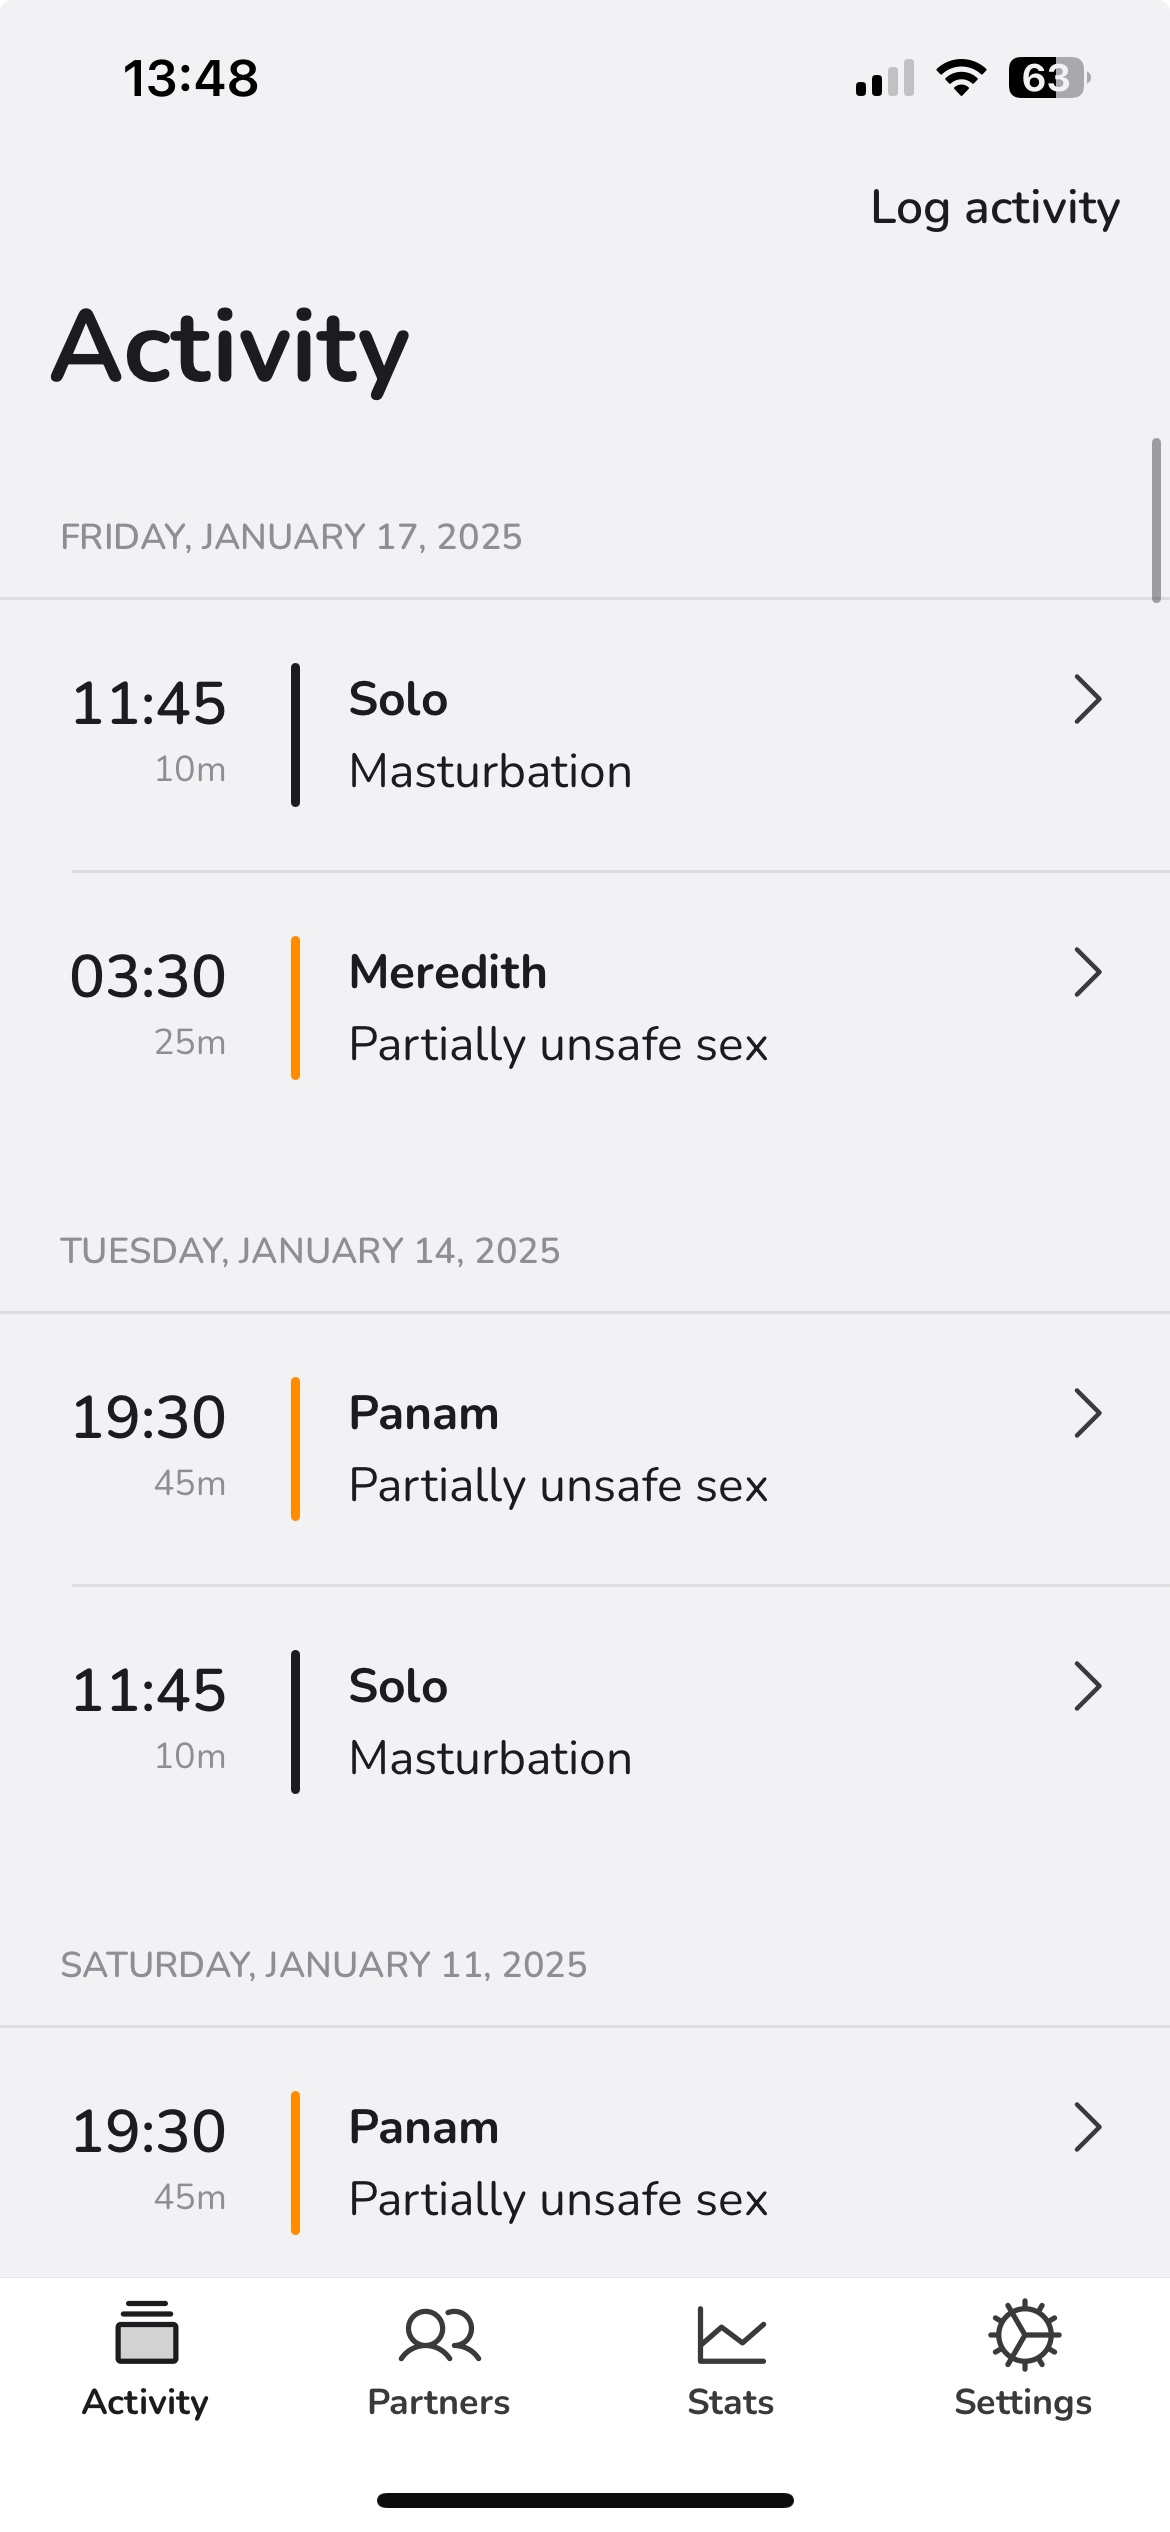 13:48
63
Log activity
Activity
FRIDAY, JANUARY 17, 2025
11:45
Solo
10m
Masturbation
03:30
Meredith
25m
Partially unsafe sex
TUESDAY, JANUARY 14, 2025
19:30
Panam
45m
Partially unsafe sex
11:45
Solo
10m
Masturbation
SATURDAY, JANUARY 11, 2025
19:30
Panam
45m
Partially unsafe sex
Activity
Partners
Stats
Settings